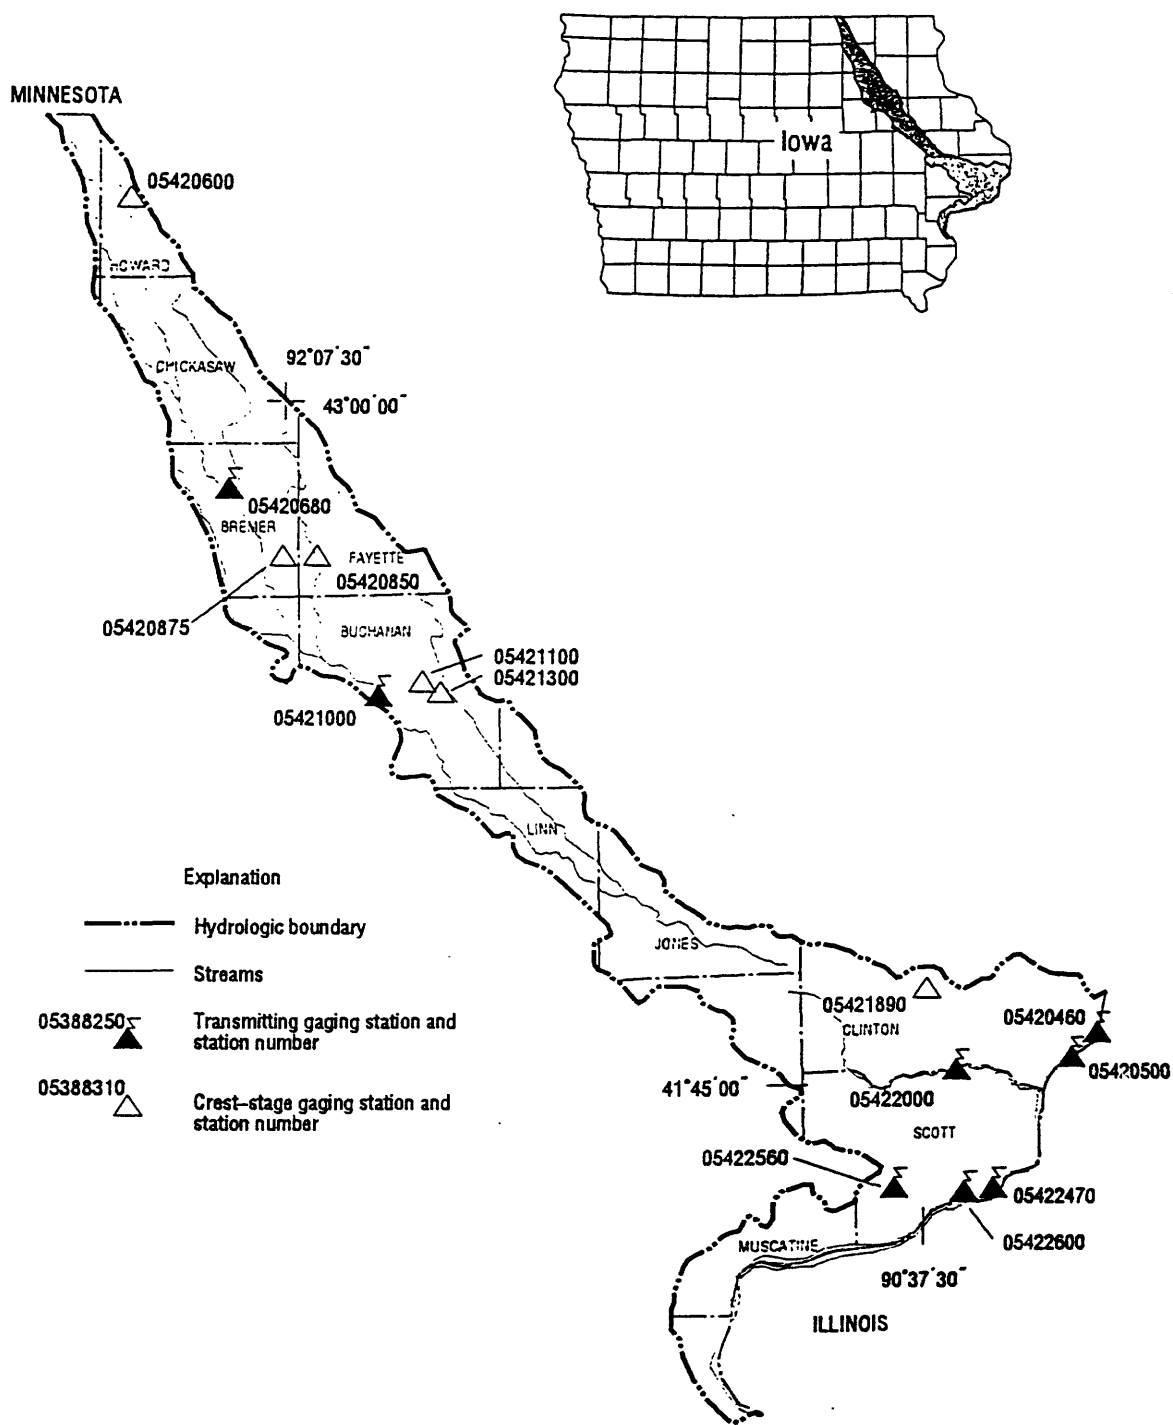 Iowa
MINNESOTA
05420600
HOWARD
CHICKASAW
92°07'30"
43°00'00"
05420680
BREMER
FAYETTE
05420850
05420875
BUCHANAN
05421100
05421300
05421000
LINN
Explanation
Hydrologic boundary
Streams
05388250
Transmitting gaging station and
station number
05388310
Crest-stage gaging station and
station number
JONES
05421890
CLINTON
05420460
05420500
41°45'00"
05422000
SCOTT
05422560
05422470
05422600
MUSCATINE
90°37'30"
ILLINOIS